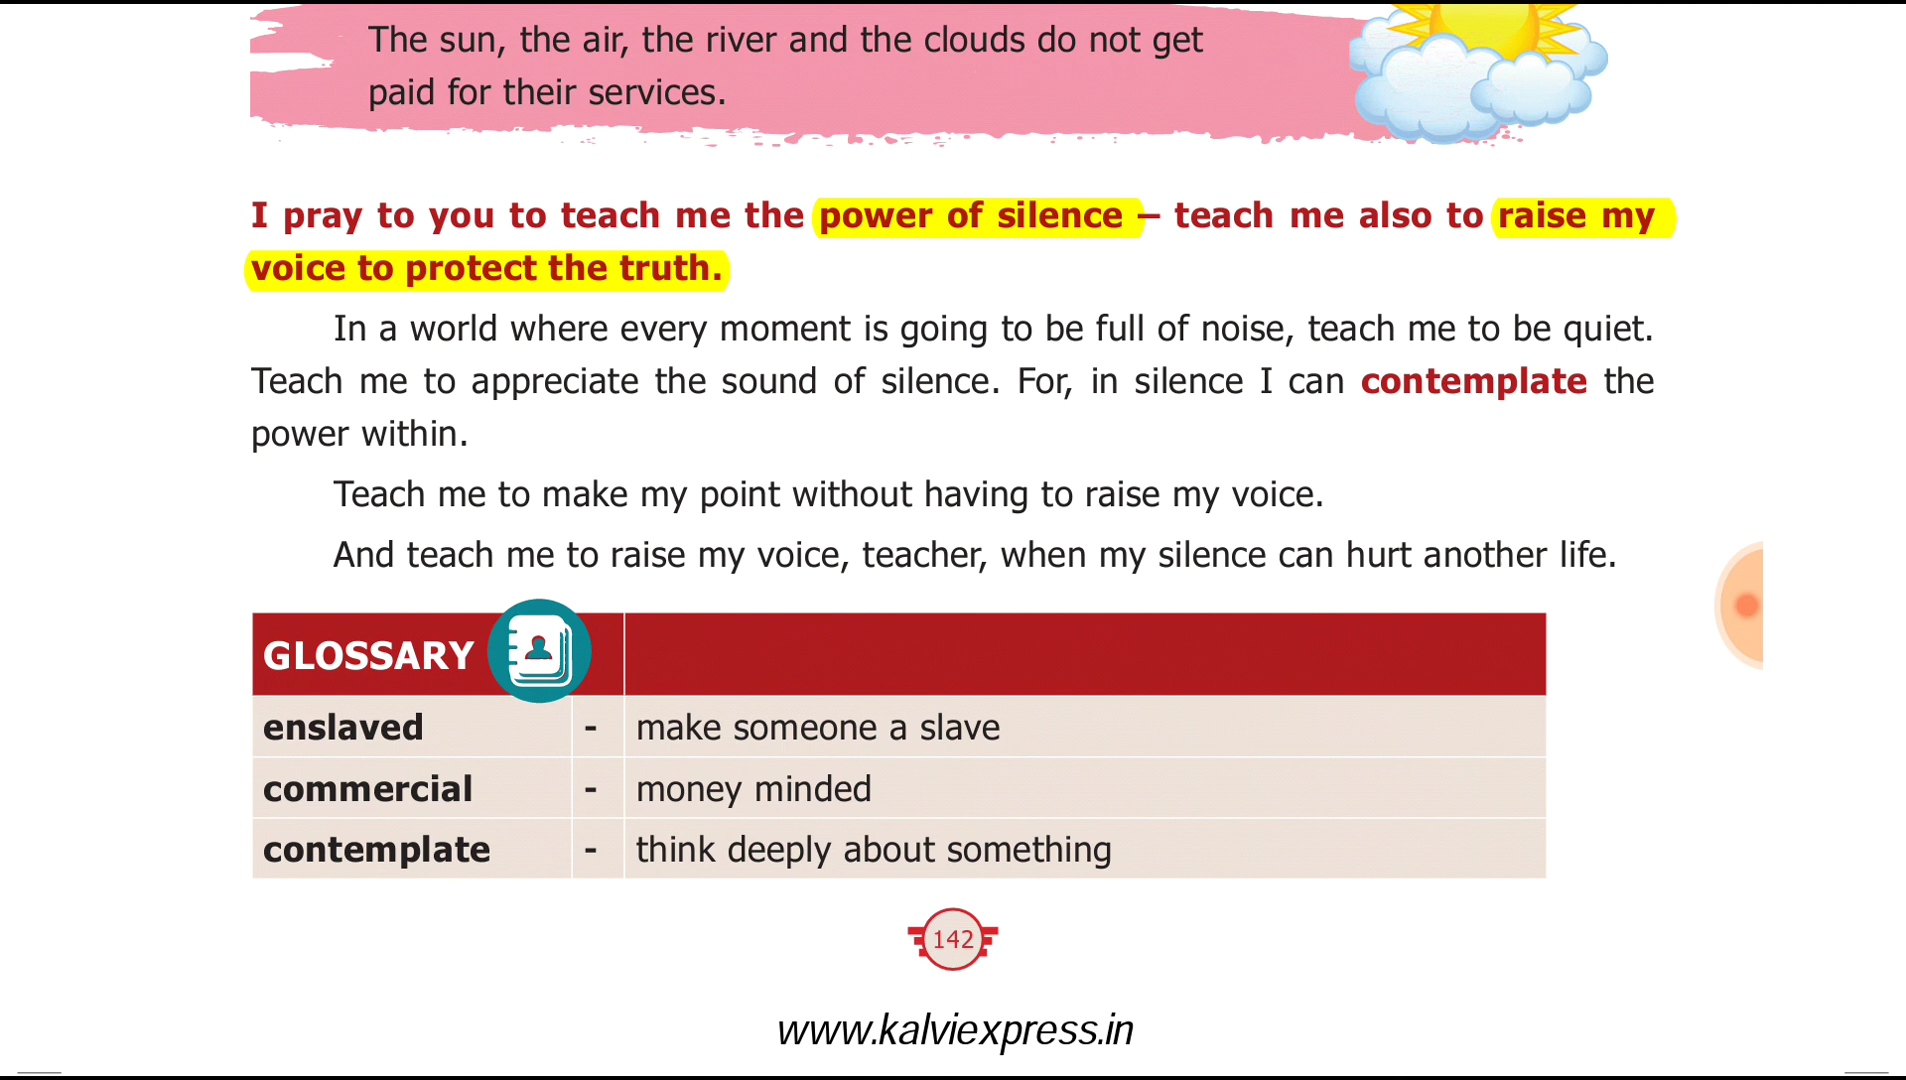 The sun, the air, the river and the clouds do not get
paid for their services.
I pray to you to teach me the power of silence – teach me also to raise my
voice to protect the truth.
In a world where every moment is going to be full of noise, teach me to be quiet.
Teach me to appreciate the sound of silence. For, in silence I can contemplate the
power within.
Teach me to make my point without having to raise my voice.
And teach me to raise my voice, teacher, when my silence can hurt another life.
GLOSSARY
enslaved - make someone a slave
commercial - money minded
contemplate - think deeply about something
142
www.kalviexpress.in